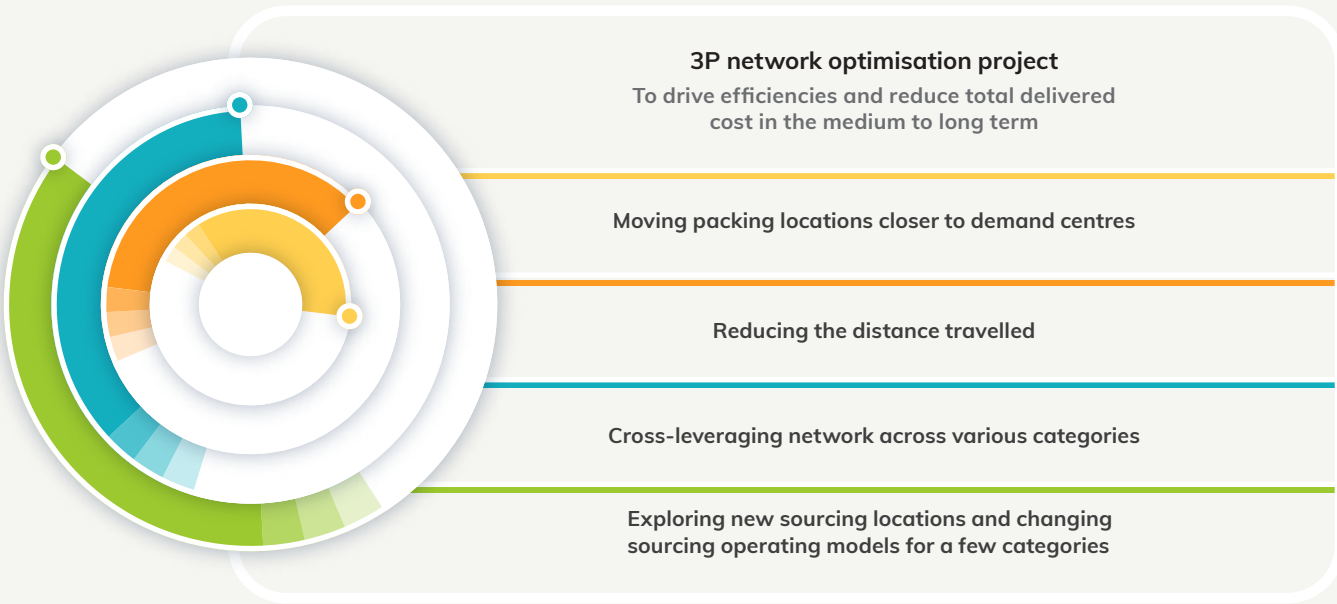 3P network optimisation project
To drive efficiencies and reduce total delivered
cost in the medium to long term
Moving packing locations closer to demand centres
Reducing the distance travelled
Cross-leveraging network across various categories
Exploring new sourcing locations and changing
sourcing operating models for a few categories